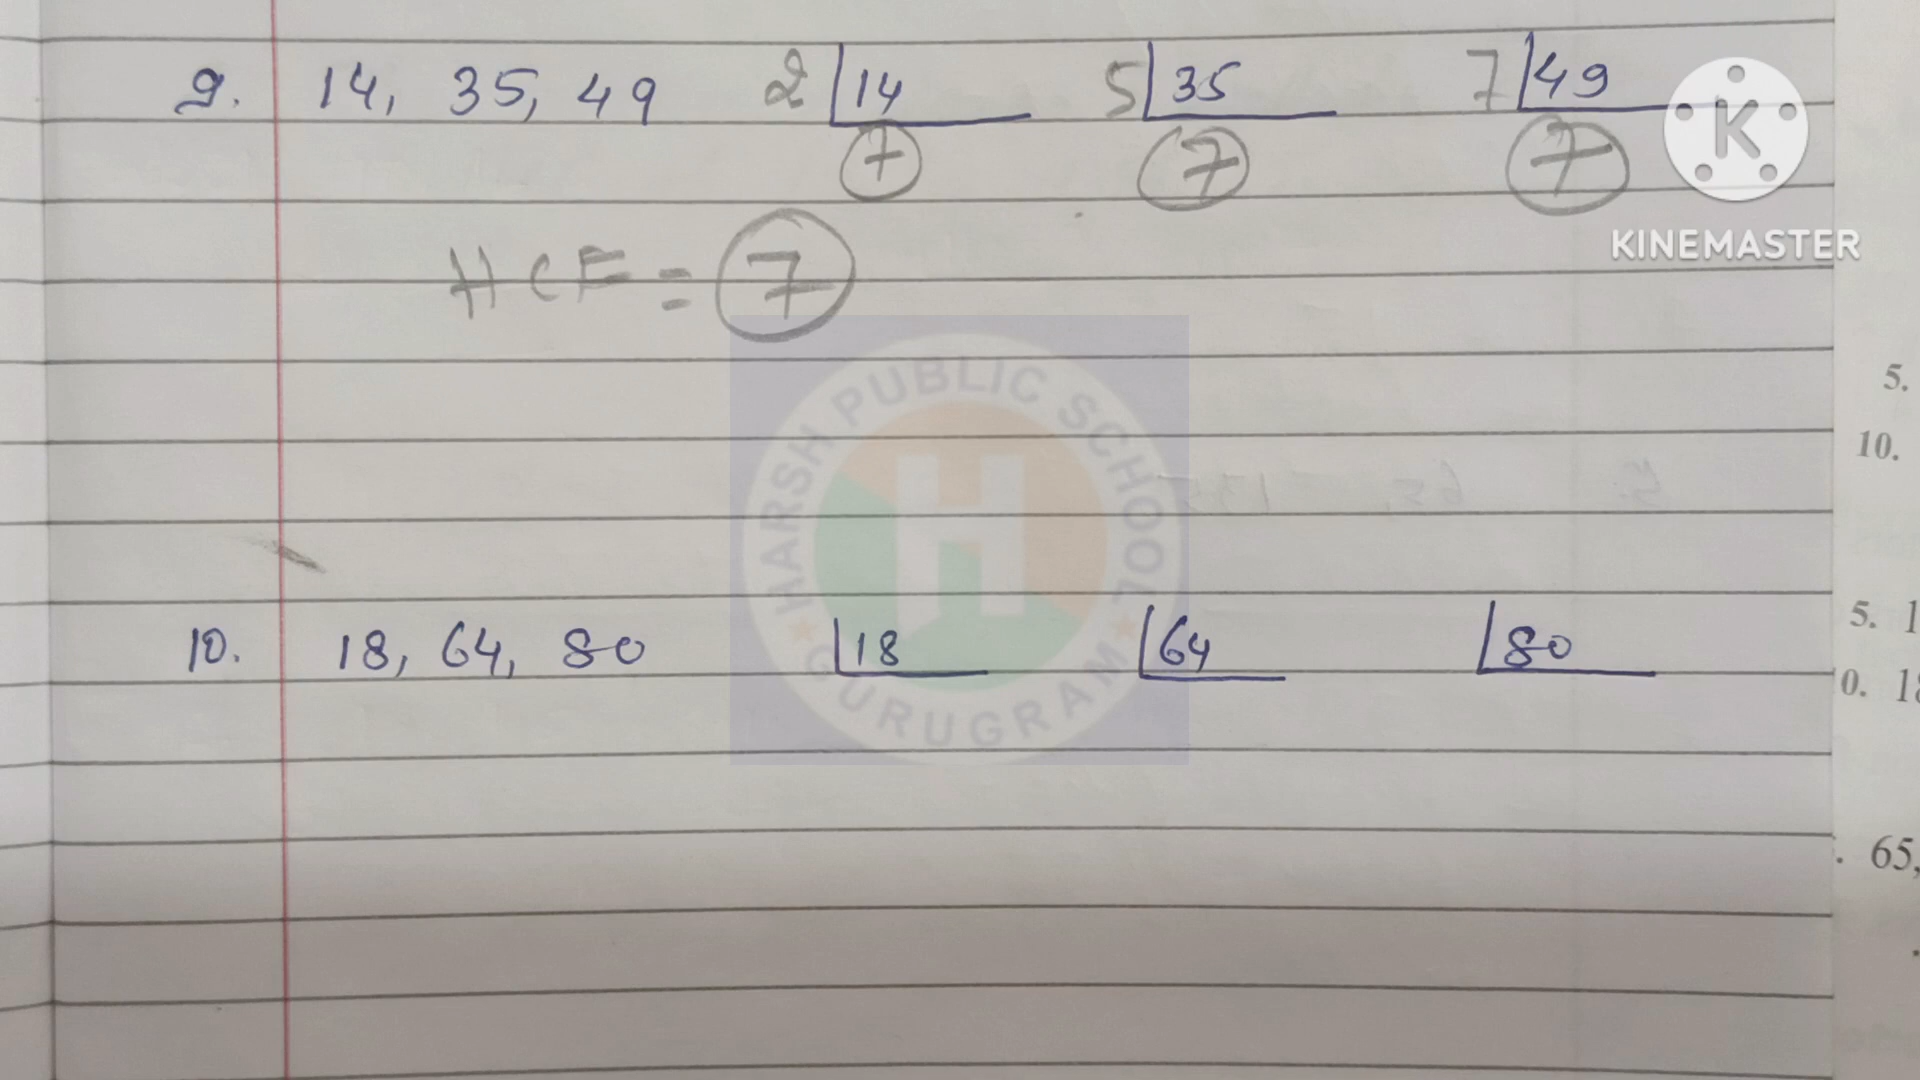 9. 14, 35, 49 2 14 5 35 7 49
7 7 7
HCF = 7
KINEMASTER
HARSH PUBLIC SCHOOL
H
GURUGRAM
10. 18, 64, 80 18 64 80
5.
10.
5. 1
0. 18
. 65,